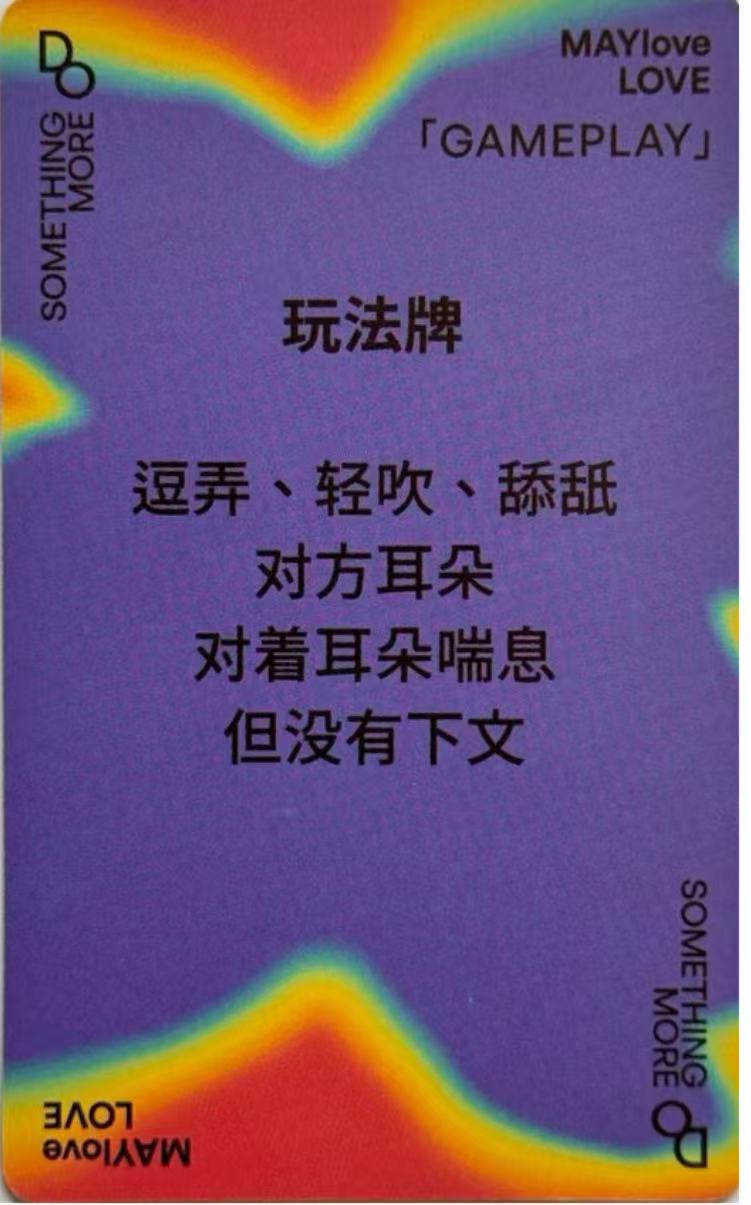 DO
SOMETHING
MORE
MAYlove
LOVE
「GAMEPLAY」
玩法牌
逗弄、轻吹、舔舐
对方耳朵
对着耳朵喘息
但没有下文
SOMETHING
MORE
DO
MAYlove
LOVE